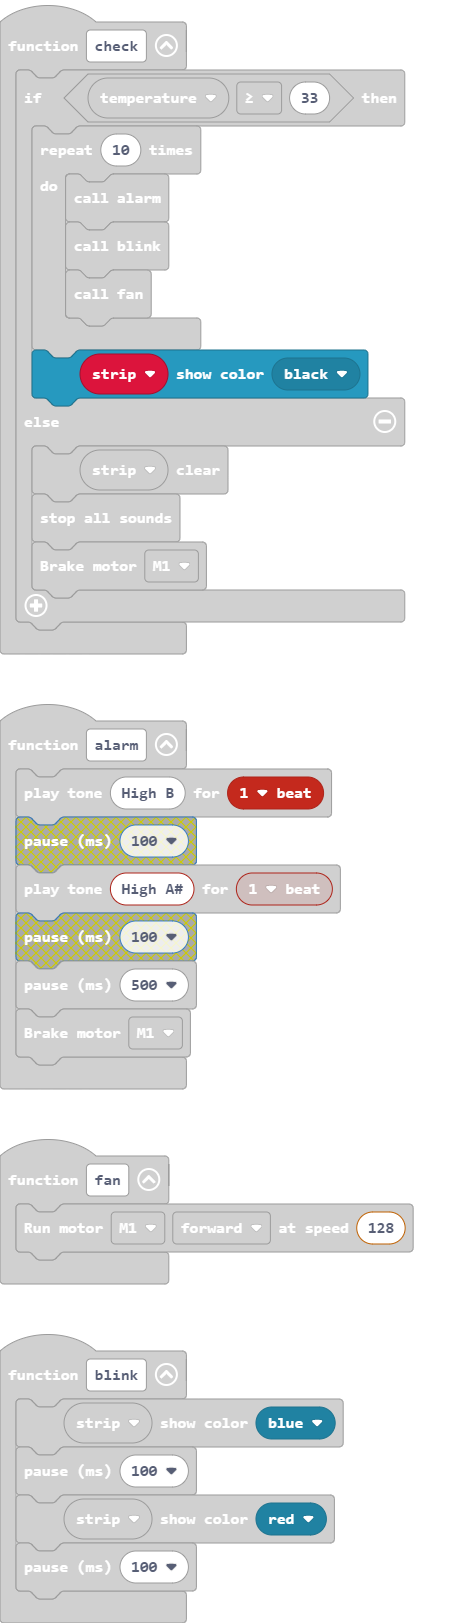 function check
if temperature ≥ 33 then
repeat 10 times
do
call alarm
call blink
call fan
strip show color black
else
strip clear
stop all sounds
Brake motor M1
function alarm
play tone High B for 1 beat
pause (ms) 100
play tone High A# for 1 beat
pause (ms) 100
pause (ms) 500
Brake motor M1
function fan
Run motor M1 forward at speed 128
function blink
strip show color blue
pause (ms) 100
strip show color red
pause (ms) 100